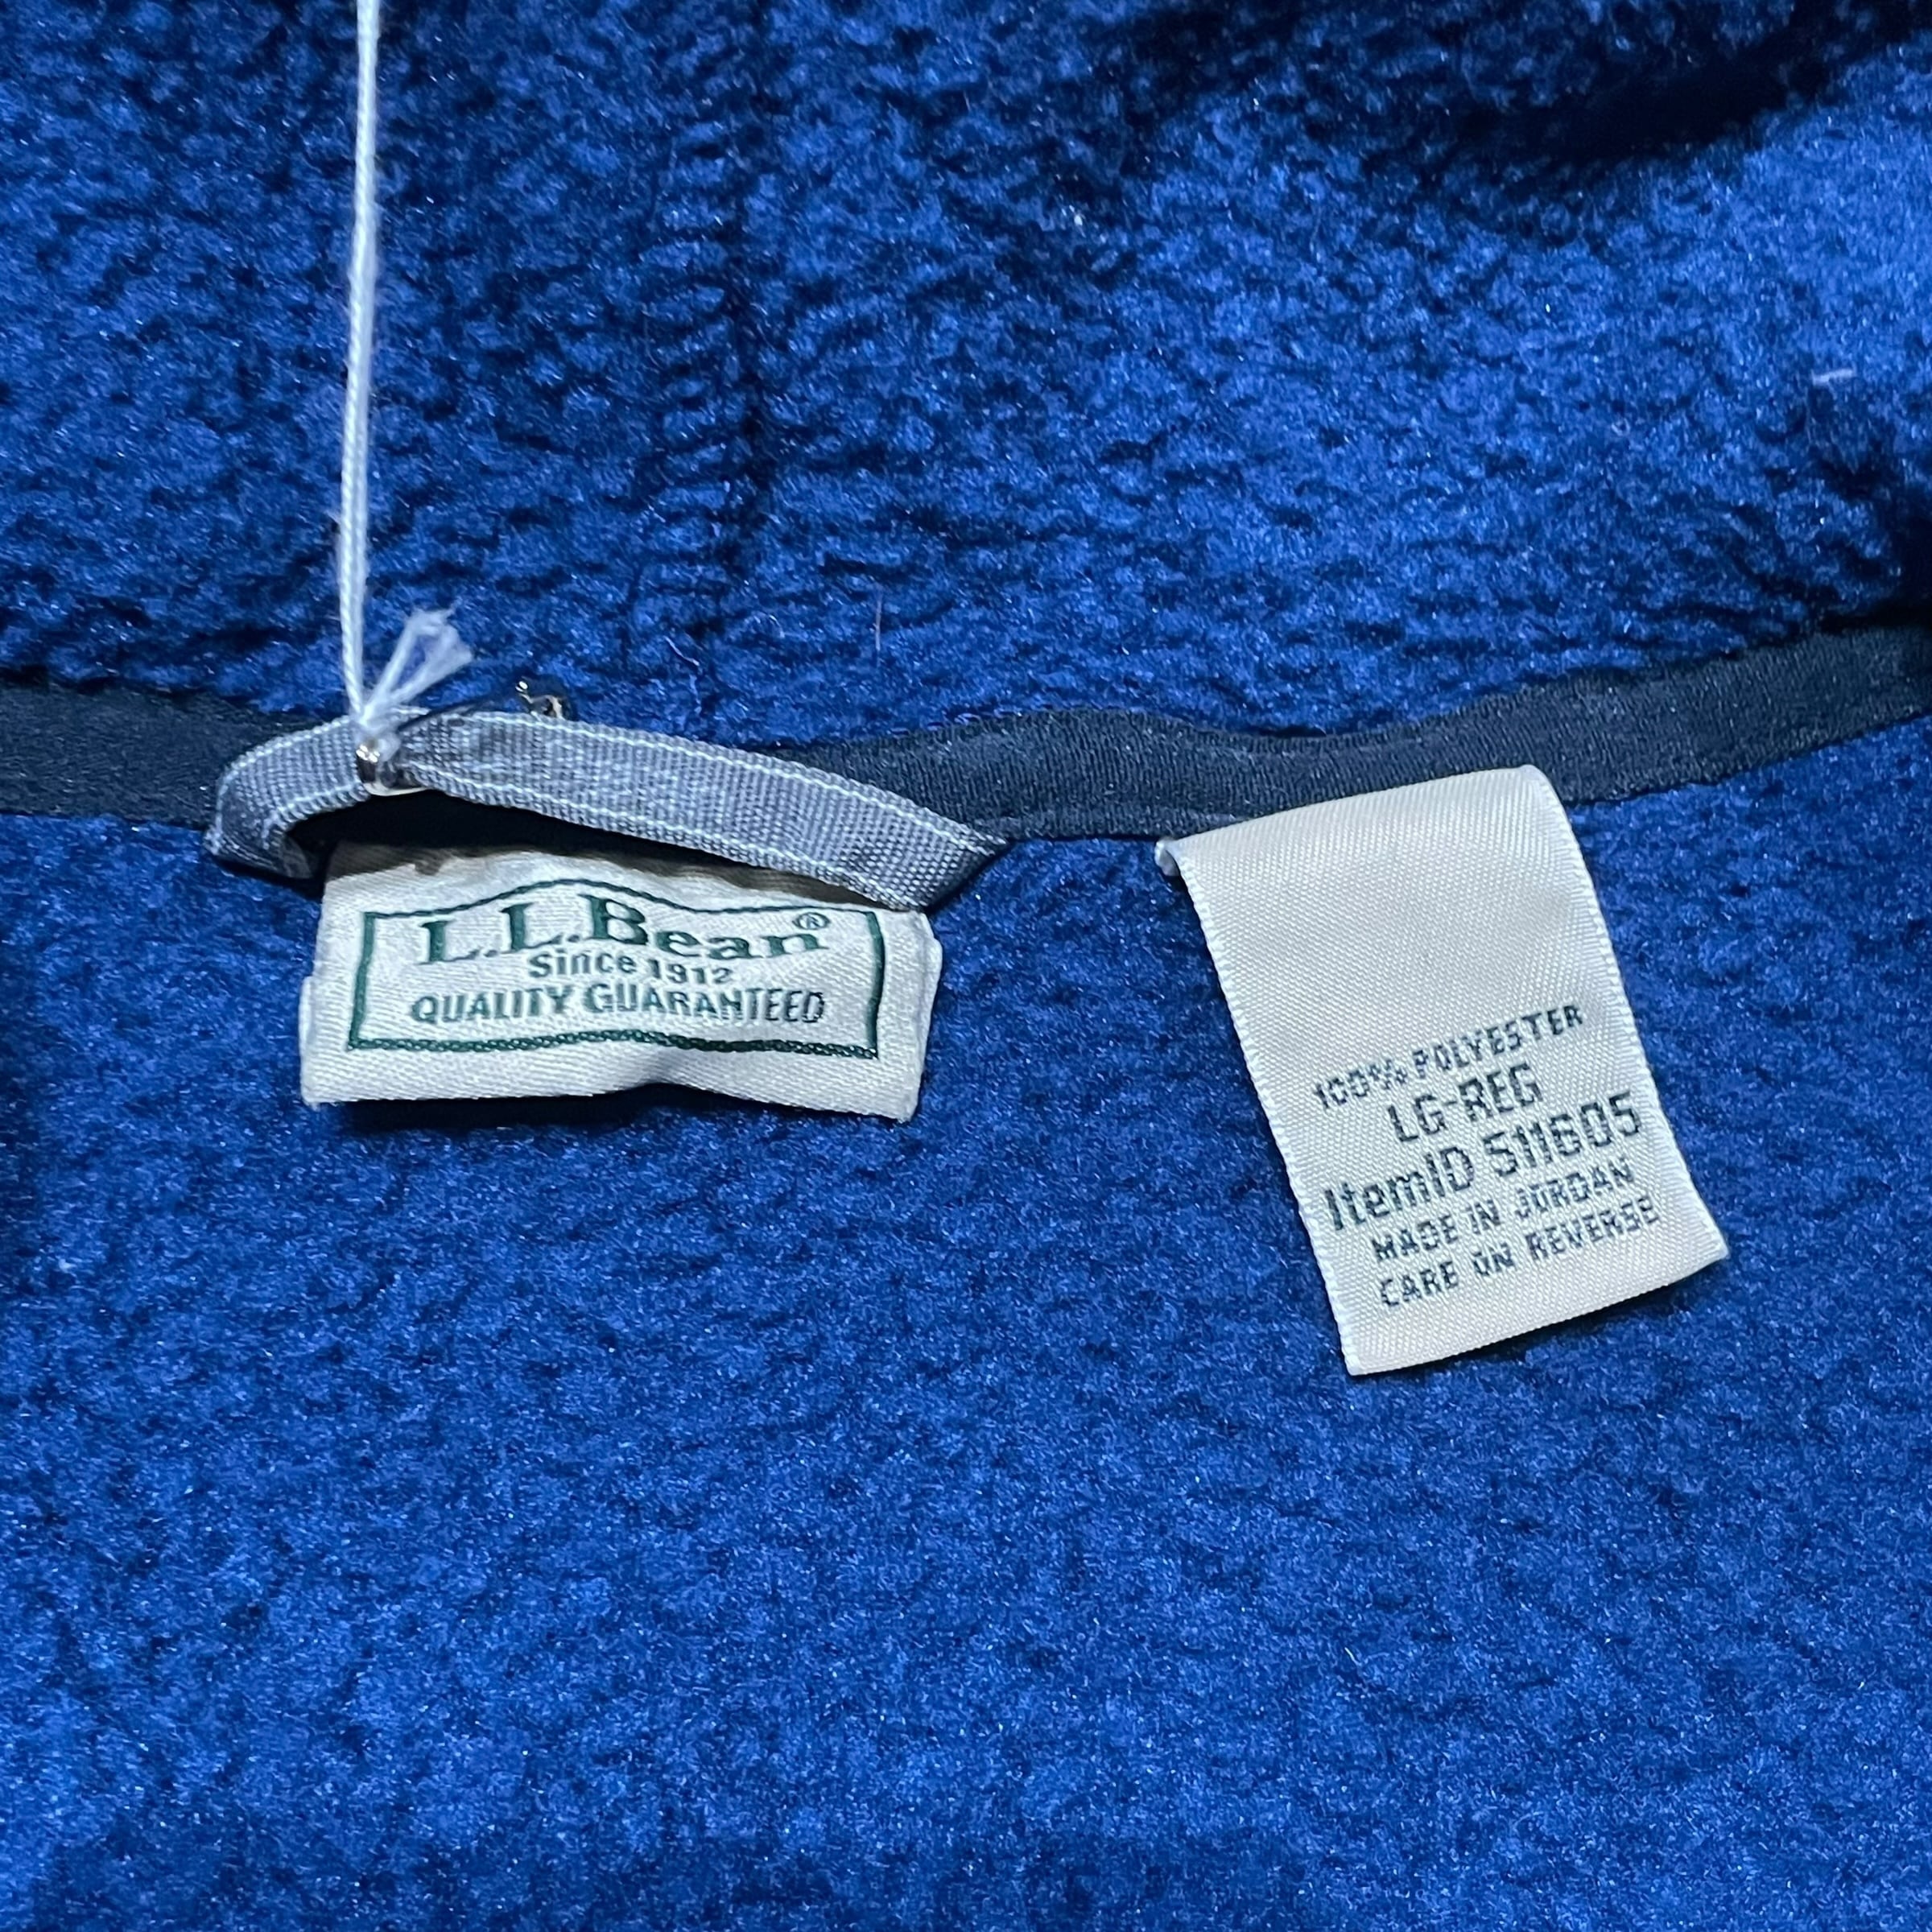 L.L.Bean®
Since 1912
QUALITY GUARANTEED
100% POLYESTER
LG-REG
ItemID 511605
MADE IN JORDAN
CARE ON REVERSE